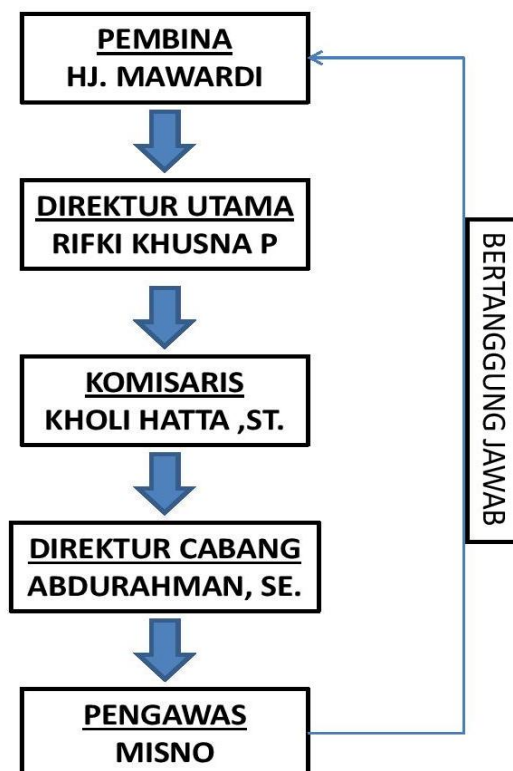 PEMBINA
HJ. MAWARDI
DIREKTUR UTAMA
RIFKI KHUSNA P
KOMISARIS
KHOLI HATTA ,ST.
DIREKTUR CABANG
ABDURAHMAN, SE.
PENGAWAS
MISNO
BERTANGGUNG JAWAB